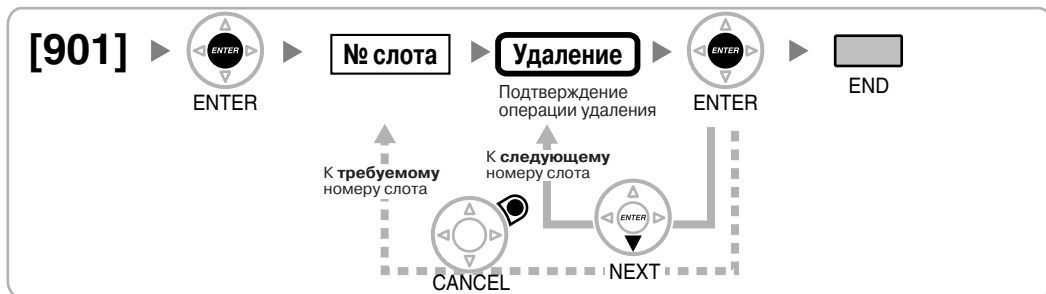 [901]
ENTER
ENTER
№ слота
Удаление
Подтверждение
операции удаления
ENTER
ENTER
END
К требуемому
номеру слота
К следующему
номеру слота
CANCEL
ENTER
NEXT